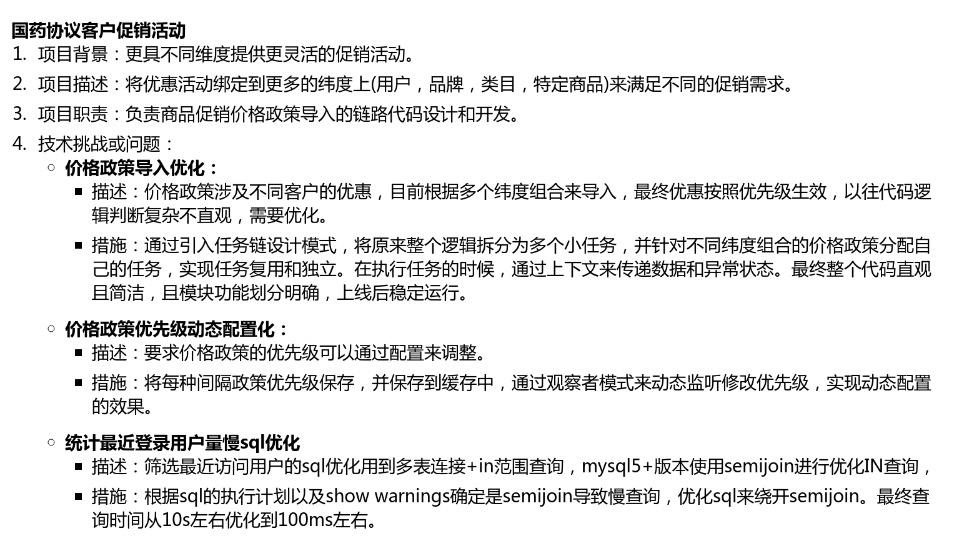 国药协议客户促销活动
1. 项目背景：更具不同维度提供更灵活的促销活动。
2. 项目描述：将优惠活动绑定到更多的纬度上(用户，品牌，类目，特定商品)来满足不同的促销需求。
3. 项目职责：负责商品促销价格政策导入的链路代码设计和开发。
4. 技术挑战或问题：
○ 价格政策导入优化：
■ 描述：价格政策涉及不同客户的优惠，目前根据多个纬度组合来导入，最终优惠按照优先级生效，以往代码逻
辑判断复杂不直观，需要优化。
■ 措施：通过引入任务链设计模式，将原来整个逻辑拆分为多个小任务，并针对不同纬度组合的价格政策分配自
己的任务，实现任务复用和独立。在执行任务的时候，通过上下文来传递数据和异常状态。最终整个代码直观
且简洁，且模块功能划分明确，上线后稳定运行。
○ 价格政策优先级动态配置化：
■ 描述：要求价格政策的优先级可以通过配置来调整。
■ 措施：将每种间隔政策优先级保存，并保存到缓存中，通过观察者模式来动态监听修改优先级，实现动态配置
的效果。
○ 统计最近登录用户量慢sql优化
■ 描述：筛选最近访问用户的sql优化用到多表连接+in范围查询，mysql5+版本使用semijoin进行优化IN查询，
■ 措施：根据sql的执行计划以及show warnings确定是semijoin导致慢查询，优化sql来绕开semijoin。最终查
询时间从10s左右优化到100ms左右。